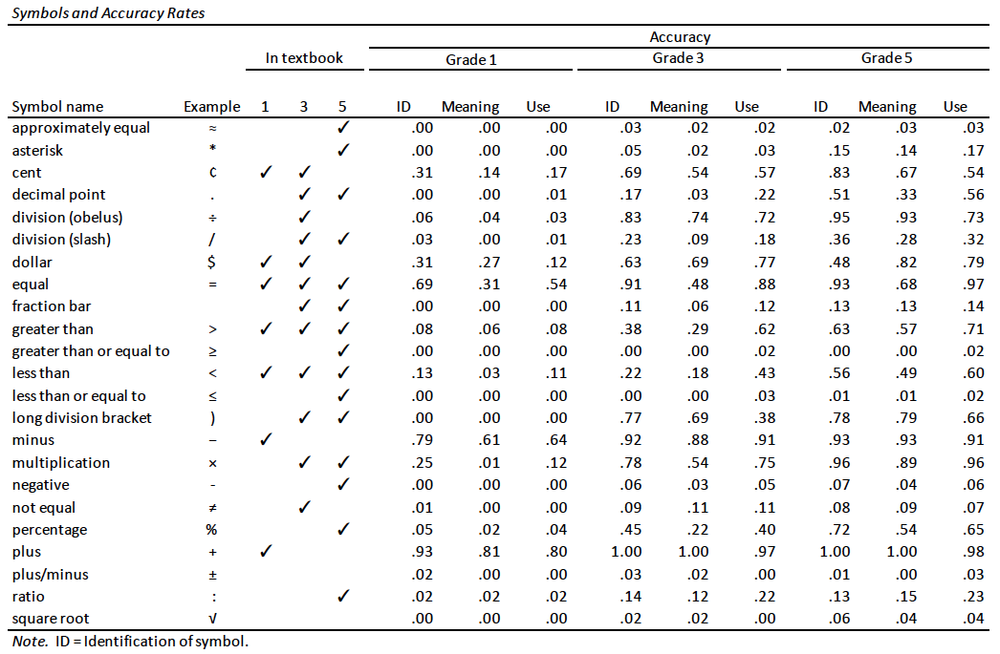 Symbols and Accuracy Rates
Accuracy
In textbook Grade 1 Grade 3 Grade 5
Symbol name Example 1 3 5 ID Meaning Use ID Meaning Use ID Meaning Use
approximately equal ≈ ✓ .00 .00 .00 .03 .02 .02 .02 .03 .03
asterisk * ✓ .00 .00 .00 .05 .02 .03 .15 .14 .17
cent ¢ ✓ ✓ .31 .14 .17 .69 .54 .57 .83 .67 .54
decimal point . ✓ ✓ .00 .00 .01 .17 .03 .22 .51 .33 .56
division (obelus) ÷ ✓ .06 .04 .03 .83 .74 .72 .95 .93 .73
division (slash) / ✓ ✓ .03 .00 .01 .23 .09 .18 .36 .28 .32
dollar $ ✓ ✓ .31 .27 .12 .63 .69 .77 .48 .82 .79
equal = ✓ ✓ ✓ .69 .31 .54 .91 .48 .88 .93 .68 .97
fraction bar ✓ ✓ .00 .00 .00 .11 .06 .12 .13 .13 .14
greater than > ✓ ✓ ✓ .08 .06 .08 .38 .29 .62 .63 .57 .71
greater than or equal to ≥ ✓ .00 .00 .00 .00 .00 .02 .00 .00 .02
less than < ✓ ✓ ✓ .13 .03 .11 .22 .18 .43 .56 .49 .60
less than or equal to ≤ ✓ .00 .00 .00 .00 .00 .03 .01 .01 .02
long division bracket ) ✓ ✓ .00 .00 .00 .77 .69 .38 .78 .79 .66
minus – ✓ .79 .61 .64 .92 .88 .91 .93 .93 .91
multiplication × ✓ ✓ .25 .01 .12 .78 .54 .75 .96 .89 .96
negative - ✓ .00 .00 .00 .06 .03 .05 .07 .04 .06
not equal ≠ ✓ .01 .00 .00 .09 .11 .11 .08 .09 .07
percentage % ✓ .05 .02 .04 .45 .22 .40 .72 .54 .65
plus + ✓ .93 .81 .80 1.00 1.00 .97 1.00 1.00 .98
plus/minus ± .02 .00 .00 .03 .02 .00 .01 .00 .03
ratio : ✓ .02 .02 .02 .14 .12 .22 .13 .15 .23
square root √ .00 .00 .00 .02 .02 .00 .06 .04 .04
Note. ID = Identification of symbol.